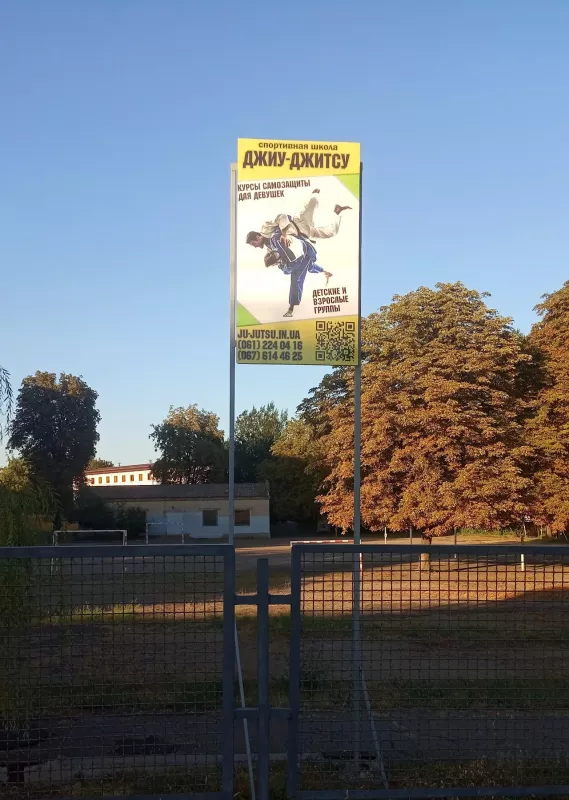 спортивная школа
ДЖИУ-ДЖИТСУ
КУРСЫ САМОЗАЩИТЫ
ДЛЯ ДЕВУШЕК
ДЕТСКИЕ И
ВЗРОСЛЫЕ
ГРУППЫ
JU-JUTSU.IN.UA
(061) 224 04 16
(067) 614 46 25